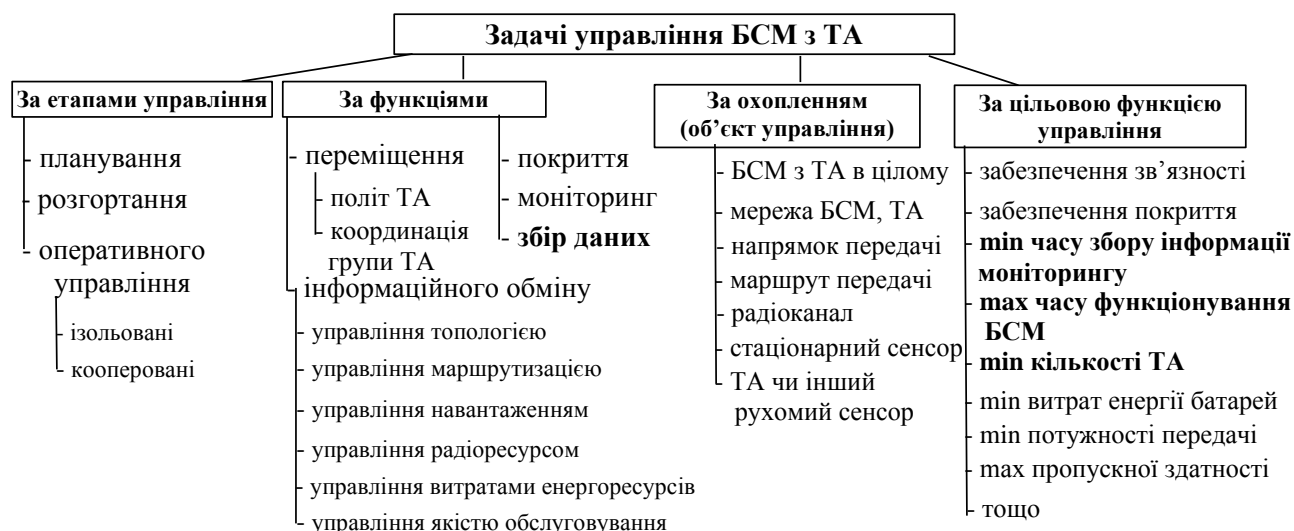 Задачі управління БСМ з ТА
За етапами управління
- планування
- розгортання
- оперативного
управління
- ізольовані
- кооперовані
За функціями
- переміщення
- політ ТА
- координація
групи ТА
- інформаційного обміну
- управління топологією
- управління маршрутизацією
- управління навантаженням
- управління радіоресурсом
- управління витратами енергоресурсів
- управління якістю обслуговування
- покриття
- моніторинг
- збір даних
За охопленням
(об’єкт управління)
- БСМ з ТА в цілому
- мережа БСМ, ТА
- напрямок передачі
- маршрут передачі
- радіоканал
- стаціонарний сенсор
- ТА чи інший
рухомий сенсор
За цільовою функцією
управління
- забезпечення зв’язності
- забезпечення покриття
- min часу збору інформації
моніторингу
- max часу функціонування
БСМ
- min кількості ТА
- min витрат енергії батарей
- min потужності передачі
- max пропускної здатності
- тощо